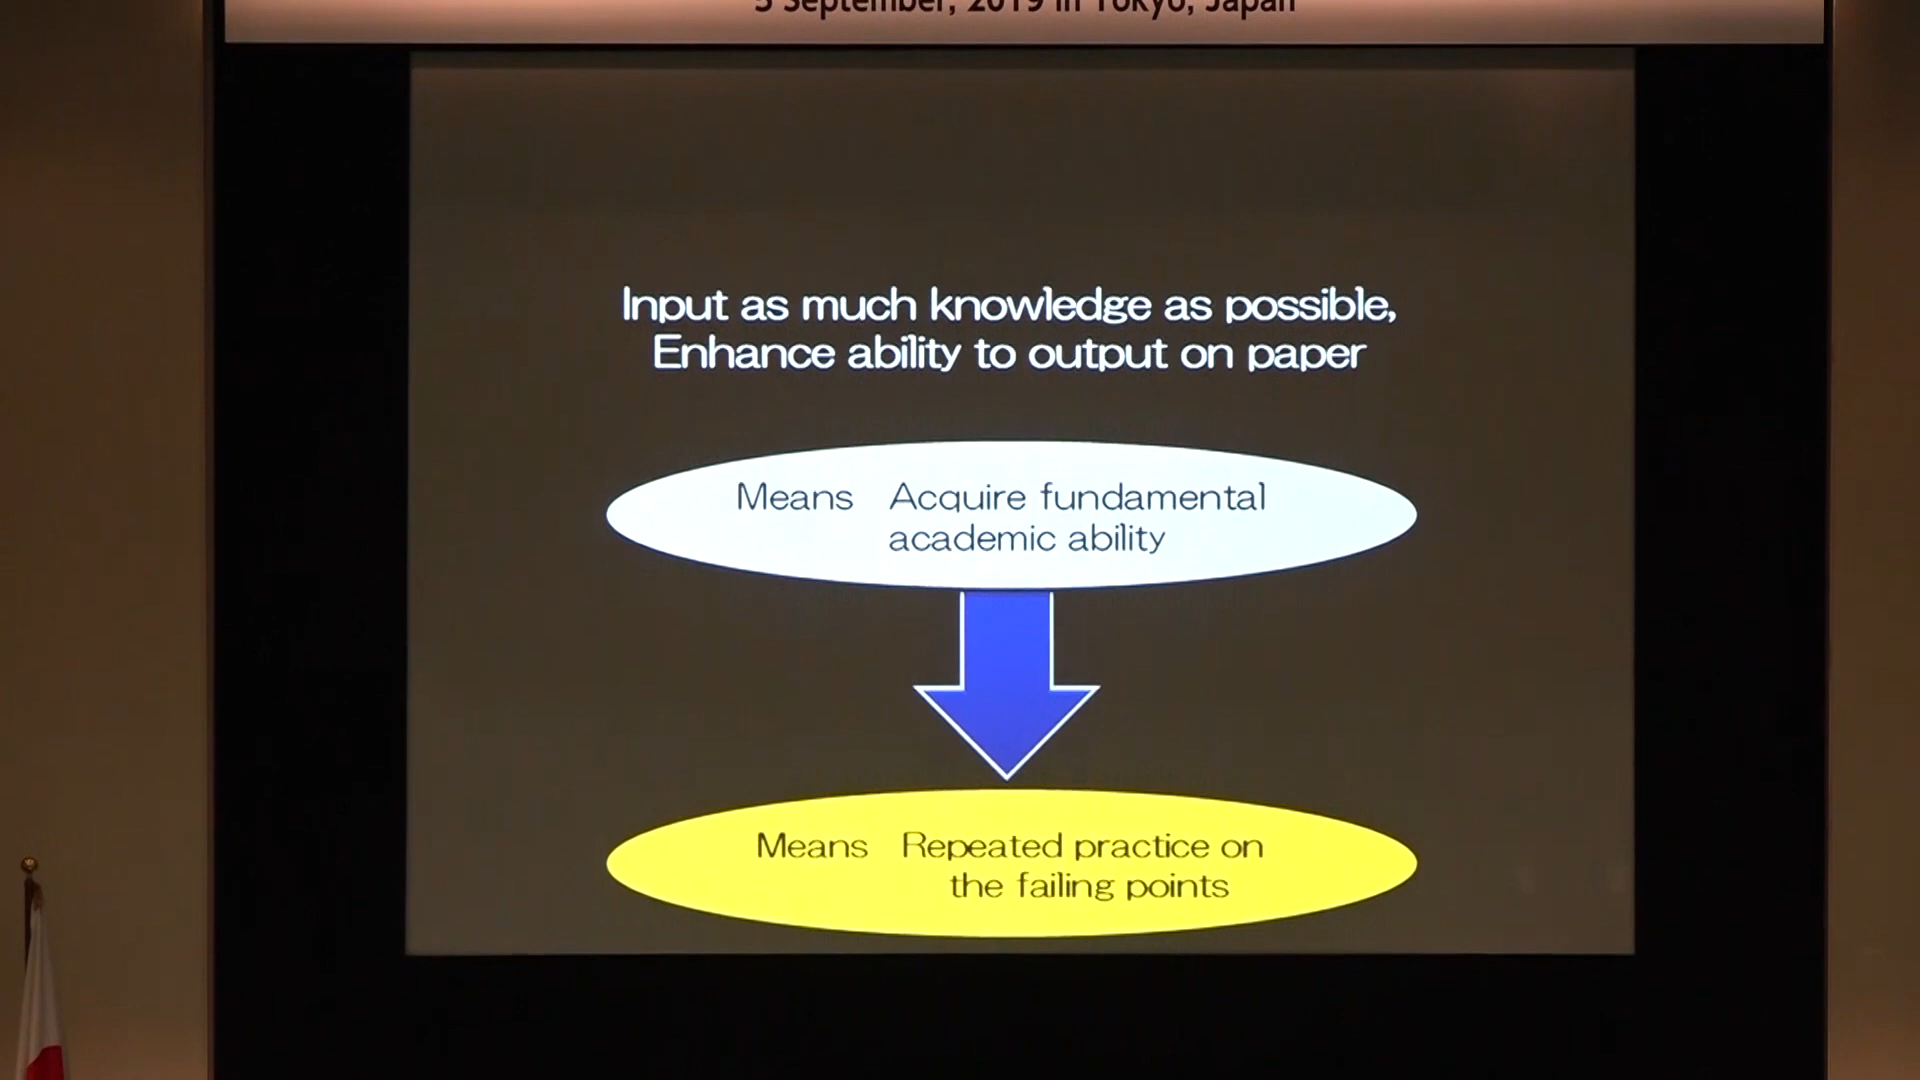 5 September, 2019 in Tokyo, Japan
Input as much knowledge as possible,
Enhance ability to output on paper
Means Acquire fundamental
academic ability
Means Repeated practice on
the failing points